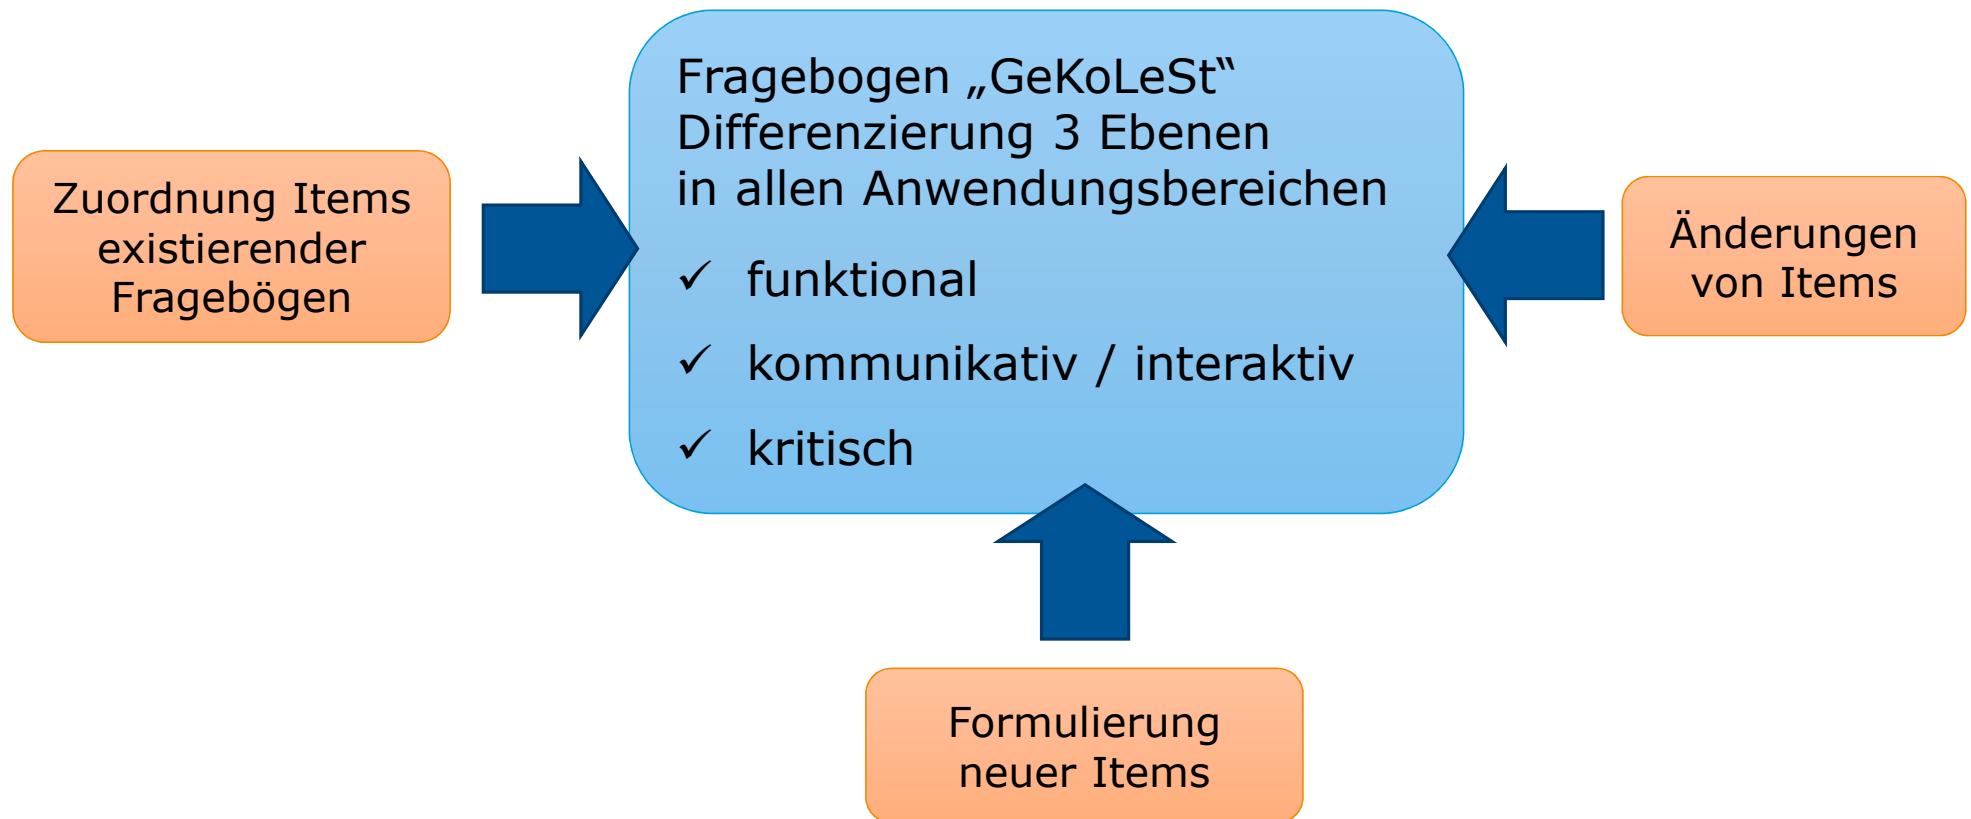 Fragebogen „GeKoLeSt“
Differenzierung 3 Ebenen
in allen Anwendungsbereichen
✓ funktional
✓ kommunikativ / interaktiv
✓ kritisch
Zuordnung Items
existierender
Fragebögen
Änderungen
von Items
Formulierung
neuer Items